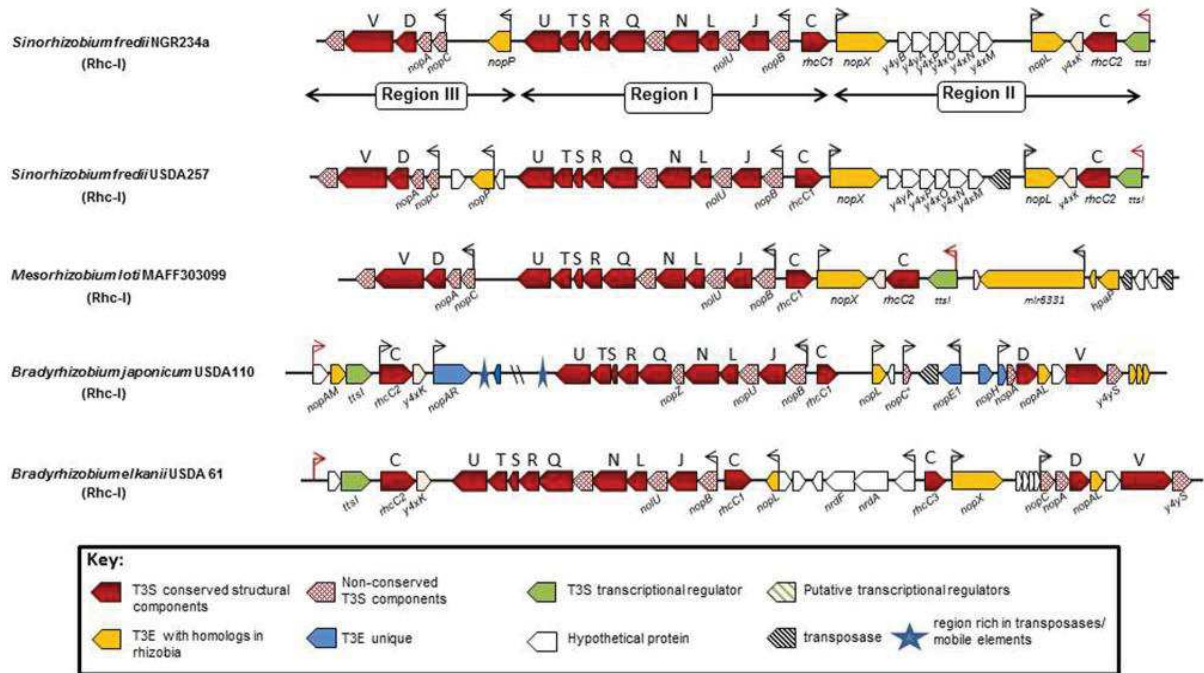 V D U T S R Q N L J C C
Sinorhizobium fredii NGR234a
(Rhc-I)
nopA nopC nopP nolU nopB rhcC1 nopX y4yB y4yA y4xP y4xO y4xN y4xM nopL y4xK rhcC2 ttsI
Region III Region I Region II
V D U T S R Q N L J C C
Sinorhizobium fredii USDA257
(Rhc-I)
nopA nopC nopP nolU nopB rhcC1 nopX y4yA y4xP y4xO y4xN y4xM nopL y4xK rhcC2 ttsI
V D U T S R Q N L J C C
Mesorhizobium loti MAFF303099
(Rhc-I)
nopA nopC nolU nopB rhcC1 nopX rhcC2 ttsI mlr6331 hpaP
C U T S R Q N L J C D V
Bradyrhizobium japonicum USDA110
(Rhc-I)
nopAM ttsI rhcC2 y4xK nopAR nopZ nopU nopB rhcC1 nopL nopC* nopE1 nopH nopA nopAL y4yS
C U T S R Q N L J C C D V
Bradyrhizobium elkanii USDA 61
(Rhc-I)
ttsI rhcC2 y4xK nolU nopB rhcC1 nopL nrdF nrdA rhcC3 nopX nopC nopA nopAL y4yS
Key:
T3S conserved structural
components
Non-conserved
T3S components
T3S transcriptional regulator
Putative transcriptional regulators
T3E with homologs in
rhizobia
T3E unique
Hypothetical protein
transposase
region rich in transposases/
mobile elements